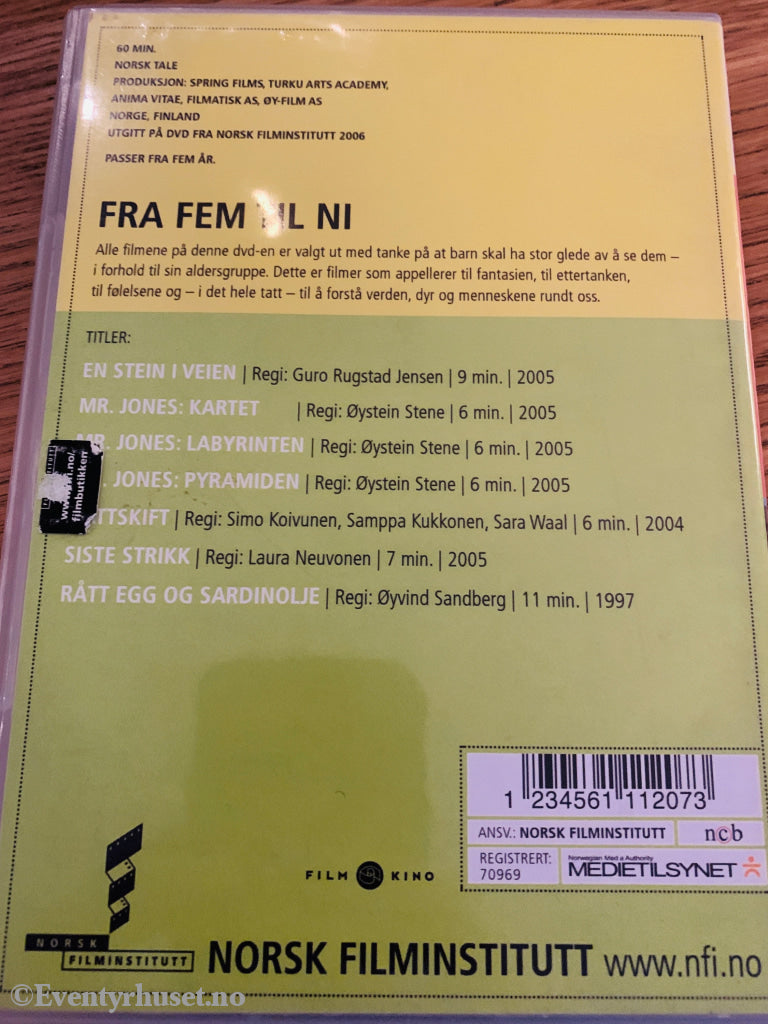 60 MIN.
NORSK TALE
PRODUKSJON: SPRING FILMS, TURKU ARTS ACADEMY,
ANIMA VITAE, FILMATISK AS, ØY-FILM AS
NORGE, FINLAND
UTGITT PÅ DVD FRA NORSK FILMINSTITUTT 2006
PASSER FRA FEM ÅR.
FRA FEM TIL NI
Alle filmene på denne dvd-en er valgt ut med tanke på at barn skal ha stor glede av å se dem –
i forhold til sin aldersgruppe. Dette er filmer som appellerer til fantasien, til ettertanken,
til følelsene og – i det hele tatt – til å forstå verden, dyr og menneskene rundt oss.
TITLER:
EN STEIN I VEIEN | Regi: Guro Rugstad Jensen | 9 min. | 2005
MR. JONES: KARTET | Regi: Øystein Stene | 6 min. | 2005
MR. JONES: LABYRINTEN | Regi: Øystein Stene | 6 min. | 2005
JONES: PYRAMIDEN | Regi: Øystein Stene | 6 min. | 2005
| Regi: Simo Koivunen, Samppa Kukkonen, Sara Waal | 6 min. | 2004
SISTE STRIKK | Regi: Laura Neuvonen | 7 min. | 2005
RÅTT EGG OG SARDINOLJE | Regi: Øyvind Sandberg | 11 min. | 1997
filmbutikken
1 234561 112073
ANSV.: NORSK FILMINSTITUTT
ncb
REGISTRERT:
70969
Norwegian Media Authority
MEDIETILSYNET
FILM & KINO
NORSK
FILMINSTITUTT
NORSK FILMINSTITUTT www.nfi.no
©Eventyrhuset.no